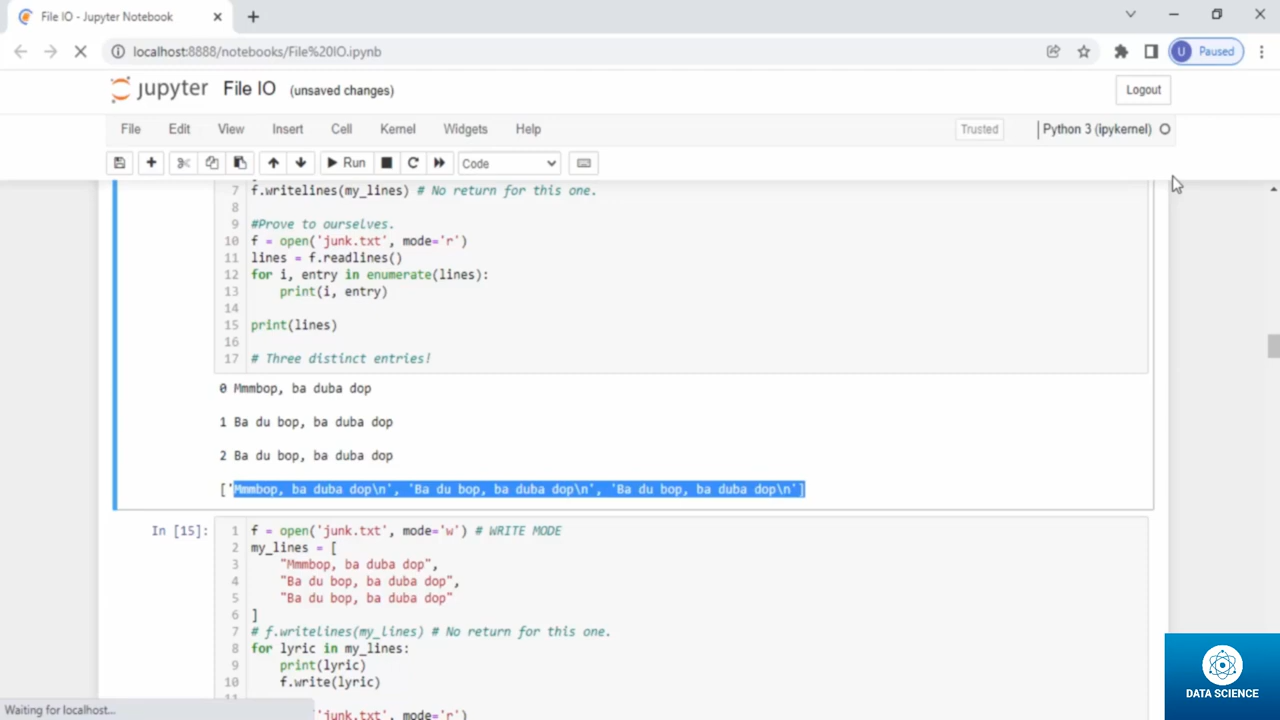 File IO - Jupyter Notebook
localhost:8888/notebooks/File%20IO.ipynb
U Paused
jupyter File IO (unsaved changes)
Logout
File Edit View Insert Cell Kernel Widgets Help
Trusted
Python 3 (ipykernel)
Run
Code
7 f.writelines(my_lines) # No return for this one.
8
9 #Prove to ourselves.
10 f = open('junk.txt', mode='r')
11 lines = f.readlines()
12 for i, entry in enumerate(lines):
13 print(i, entry)
14
15 print(lines)
16
17 # Three distinct entries!
0 Mmmbop, ba duba dop
1 Ba du bop, ba duba dop
2 Ba du bop, ba duba dop
['Mmmbop, ba duba dop\n', 'Ba du bop, ba duba dop\n', 'Ba du bop, ba duba dop\n']
In [15]:
1 f = open('junk.txt', mode='w') # WRITE MODE
2 my_lines = [
3 "Mmmbop, ba duba dop",
4 "Ba du bop, ba duba dop",
5 "Ba du bop, ba duba dop"
6 ]
7 # f.writelines(my_lines) # No return for this one.
8 for lyric in my_lines:
9 print(lyric)
10 f.write(lyric)
11
'junk.txt', mode='r')
Waiting for localhost...
DATA SCIENCE